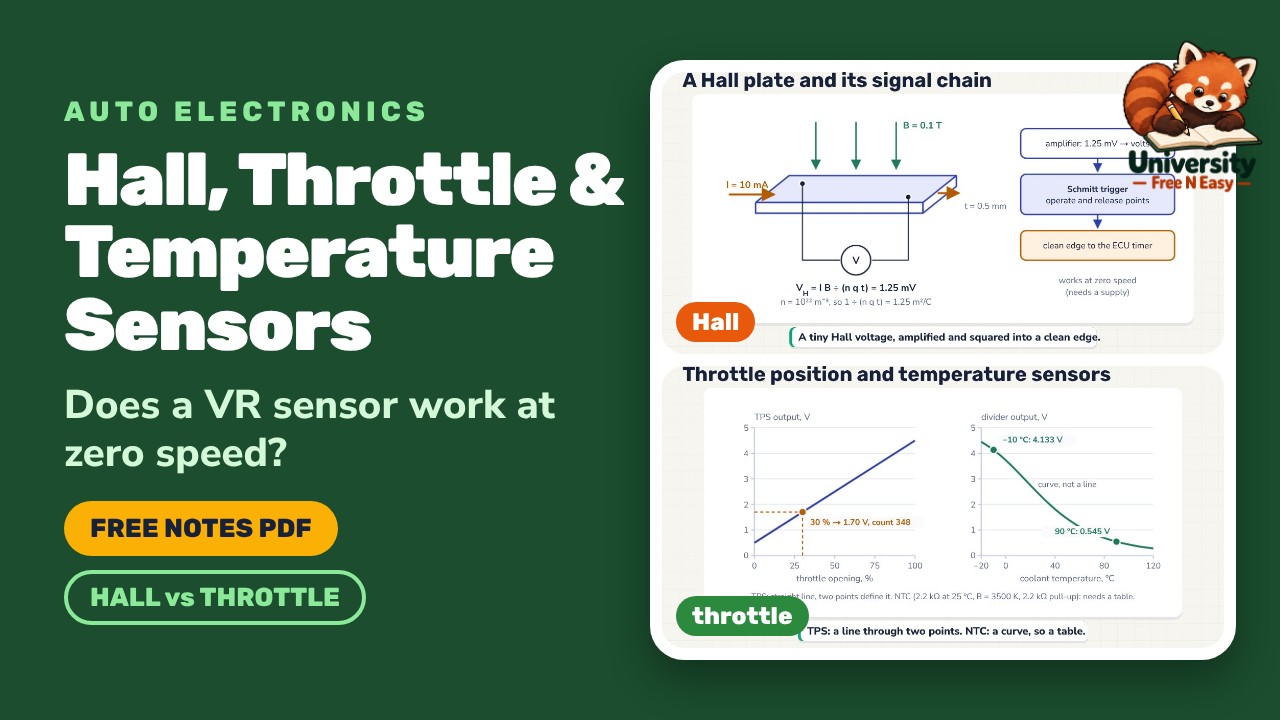 AUTO ELECTRONICS
Hall, Throttle &
Temperature
Sensors
Does a VR sensor work at
zero speed?
FREE NOTES PDF
HALL vs THROTTLE
A Hall plate and its signal chain
B = 0.1 T
I = 10 mA
t = 0.5 mm
V
V_H = I B ÷ (n q t) = 1.25 mV
n = 10²² m⁻³, so 1 ÷ (n q t) = 1.25 m²/C
amplifier: 1.25 mV → volts
Schmitt trigger
operate and release points
clean edge to the ECU timer
works at zero speed
(needs a supply)
Hall
A tiny Hall voltage, amplified and squared into a clean edge.
University
Free N Easy
Throttle position and temperature sensors
TPS output, V
5
4
3
2
1
0
30 % → 1.70 V, count 348
0 25 50 75 100
throttle opening, %
divider output, V
5
4
3
2
1
0
−10 °C: 4.133 V
curve, not a line
90 °C: 0.545 V
−20 0 40 80 120
coolant temperature, °C
TPS: straight line, two points define it. NTC (2.2 kΩ at 25 °C, B = 3500 K, 2.2 kΩ pull-up): needs a table.
throttle
TPS: a line through two points. NTC: a curve, so a table.